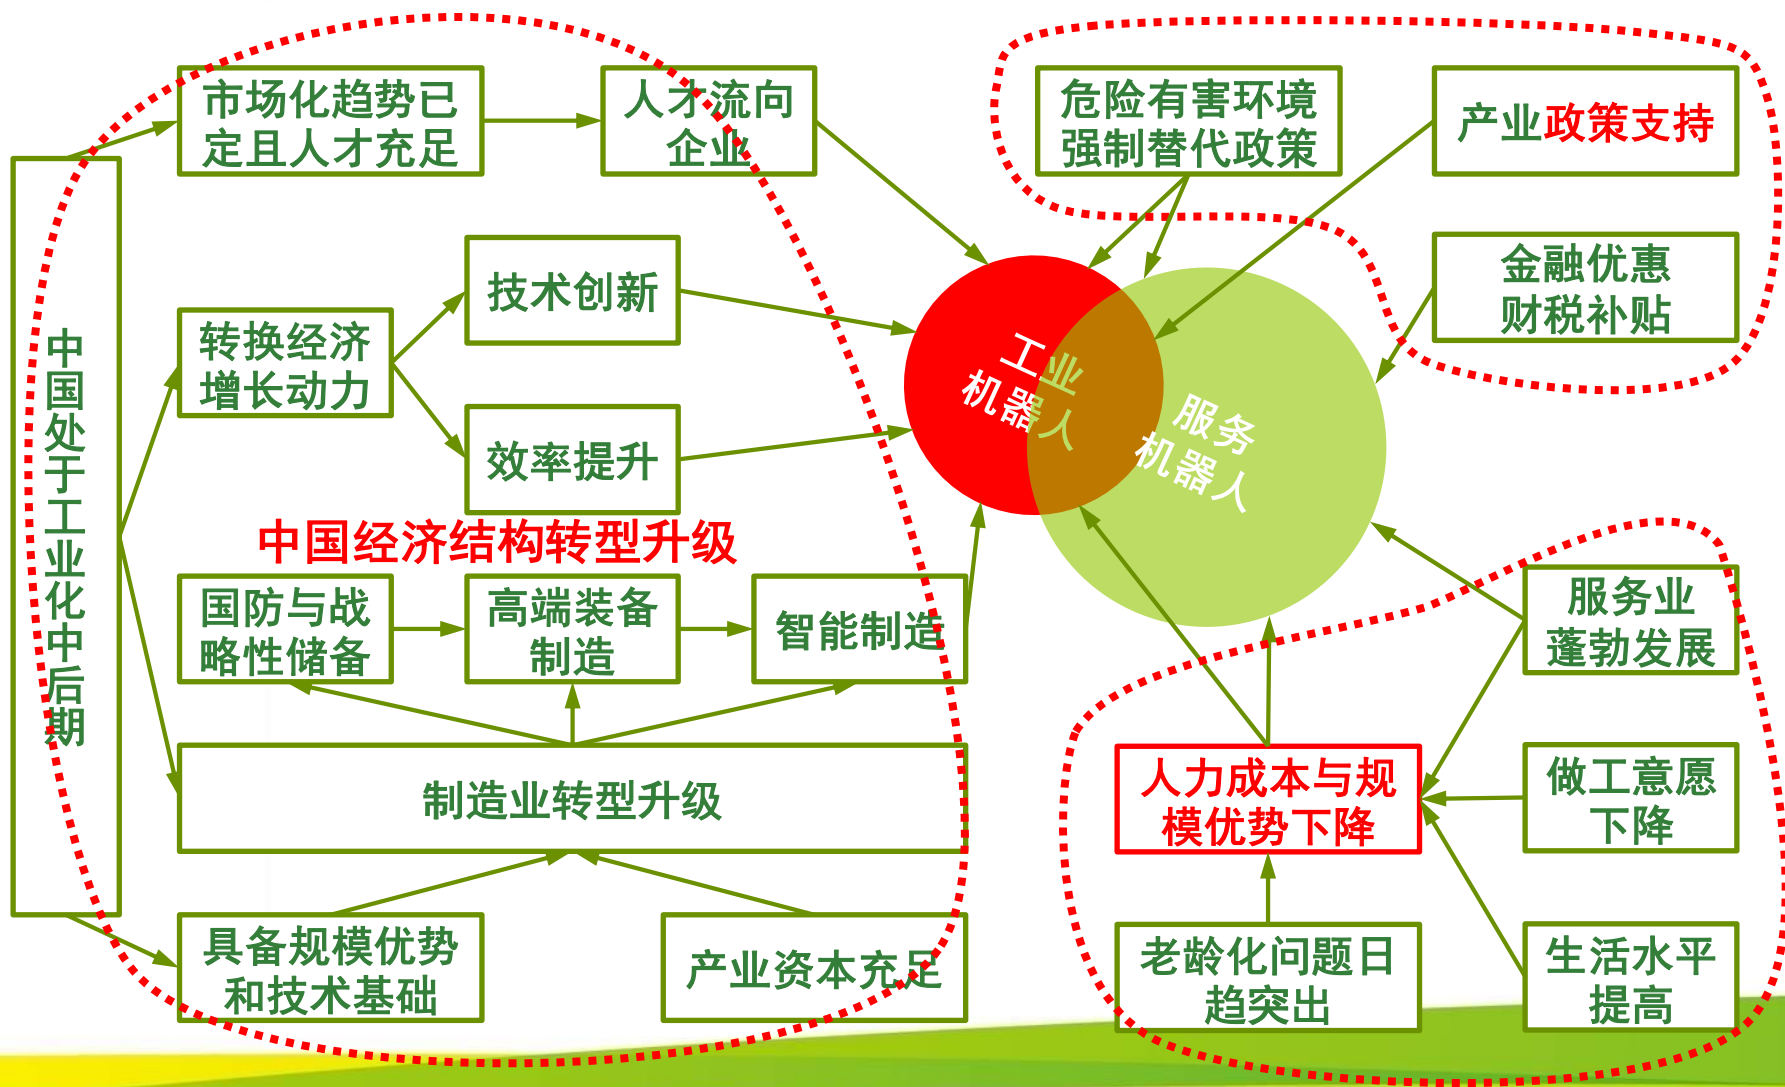 市场化趋势已
定且人才充足
人才流向
企业
危险有害环境
强制替代政策
产业政策支持
中国处于工业化中后期
转换经济
增长动力
技术创新
效率提升
金融优惠
财税补贴
工业
机器人
服务
机器人
中国经济结构转型升级
国防与战
略性储备
高端装备
制造
智能制造
制造业转型升级
具备规模优势
和技术基础
产业资本充足
服务业
蓬勃发展
人力成本与规
模优势下降
做工意愿
下降
老龄化问题日
趋突出
生活水平
提高